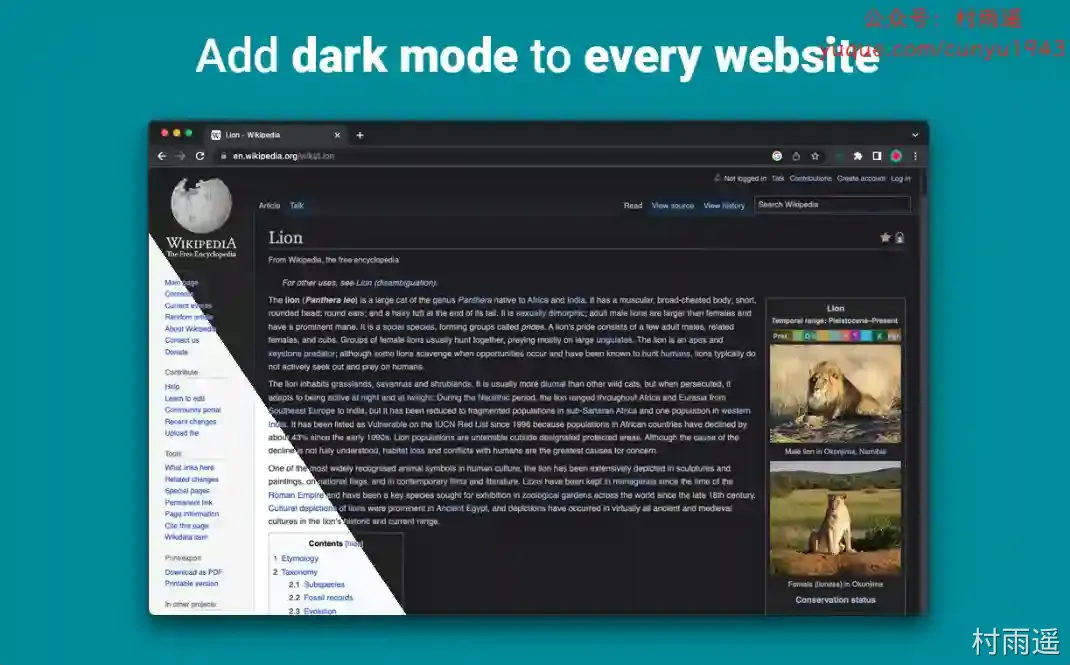 公众号：村雨遥
yuque.com/cunyu1943
Add dark mode to every website
Lion - Wikipedia
en.wikipedia.org/wiki/Lion
Not logged in Talk Contributions Create account Log in
Article Talk
Read View source View history Search Wikipedia
WIKIPEDIA
The Free Encyclopedia
Main page
Contents
Current events
Random article
About Wikipedia
Contact us
Donate
Contribute
Help
Learn to edit
Community portal
Recent changes
Upload file
Tools
What links here
Related changes
Special pages
Permanent link
Page information
Cite this page
Wikidata item
Print/export
Download as PDF
Printable version
In other projects
Lion
From Wikipedia, the free encyclopedia
For other uses, see Lion (disambiguation).
The lion (Panthera leo) is a large cat of the genus Panthera native to Africa and India. It has a muscular, broad-chested body, short,
rounded head; round ears; and a hairy tuft at the end of its tail. It is sexually dimorphic; adult male lions are larger than females and
have a prominent mane. It is a social species, forming groups called prides. A lion's pride consists of a few adult males, related
females, and cubs. Groups of female lions usually hunt together, preying mostly on large ungulates. The lion is an apex and
keystone predator; although some lions scavenge when opportunities occur and have been known to hunt humans, lions typically do
not actively seek out and prey on humans.
The lion inhabits grasslands, savannas and shrublands. It is usually more diurnal than other wild cats, but when persecuted, it
adapts to being active at night and at twilight. During the Neolithic period, the lion ranged throughout Africa and Eurasia from
Southeast Europe to India, but it has been reduced to fragmented populations in sub-Saharan Africa and one population in western
India. It has been listed as Vulnerable on the IUCN Red List since 1996 because populations in African countries have declined by
about 43% since the early 1990s. Lion populations are untenable outside designated protected areas. Although the cause of the
decline is not fully understood, habitat loss and conflicts with humans are the greatest causes for concern.
One of the most widely recognised animal symbols in human culture, the lion has been extensively depicted in sculptures and
paintings, on national flags, and in contemporary films and literature. Lions have been kept in menageries since the time of the
Roman Empire and have been a key species sought for exhibition in zoological gardens across the world since the late 18th century.
Cultural depictions of lions were prominent in Ancient Egypt, and depictions have occurred in virtually all ancient and medieval
cultures in the lion's historic and current range.
Contents [hide]
1 Etymology
2 Taxonomy
2.1 Subspecies
2.2 Fossil records
2.3 Evolution
Lion
Temporal range: Pleistocene–Present
Male lion in Okonjima, Namibia
Female (lioness) in Okonjima
Conservation status
村雨遥